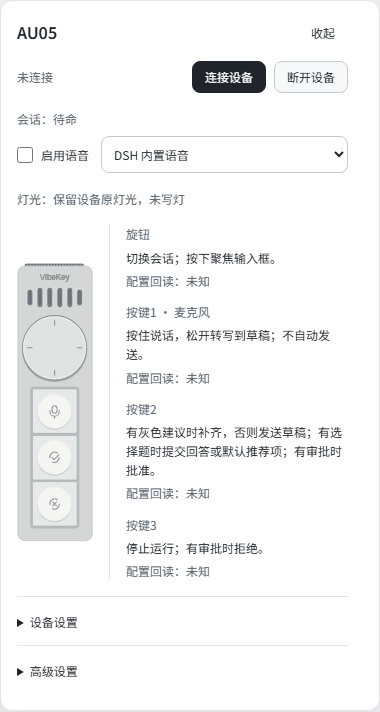 AU05
收起
未连接
连接设备
断开设备
会话：待命
启用语音
DSH 内置语音
灯光：保留设备原灯光，未写灯
VibeKey
旋钮
切换会话；按下聚焦输入框。
配置回读：未知
按键1 · 麦克风
按住说话，松开转写到草稿；不自动发
送。
配置回读：未知
按键2
有灰色建议时补齐，否则发送草稿；有选
择题时提交回答或默认推荐项；有审批时
批准。
配置回读：未知
按键3
停止运行；有审批时拒绝。
配置回读：未知
设备设置
高级设置